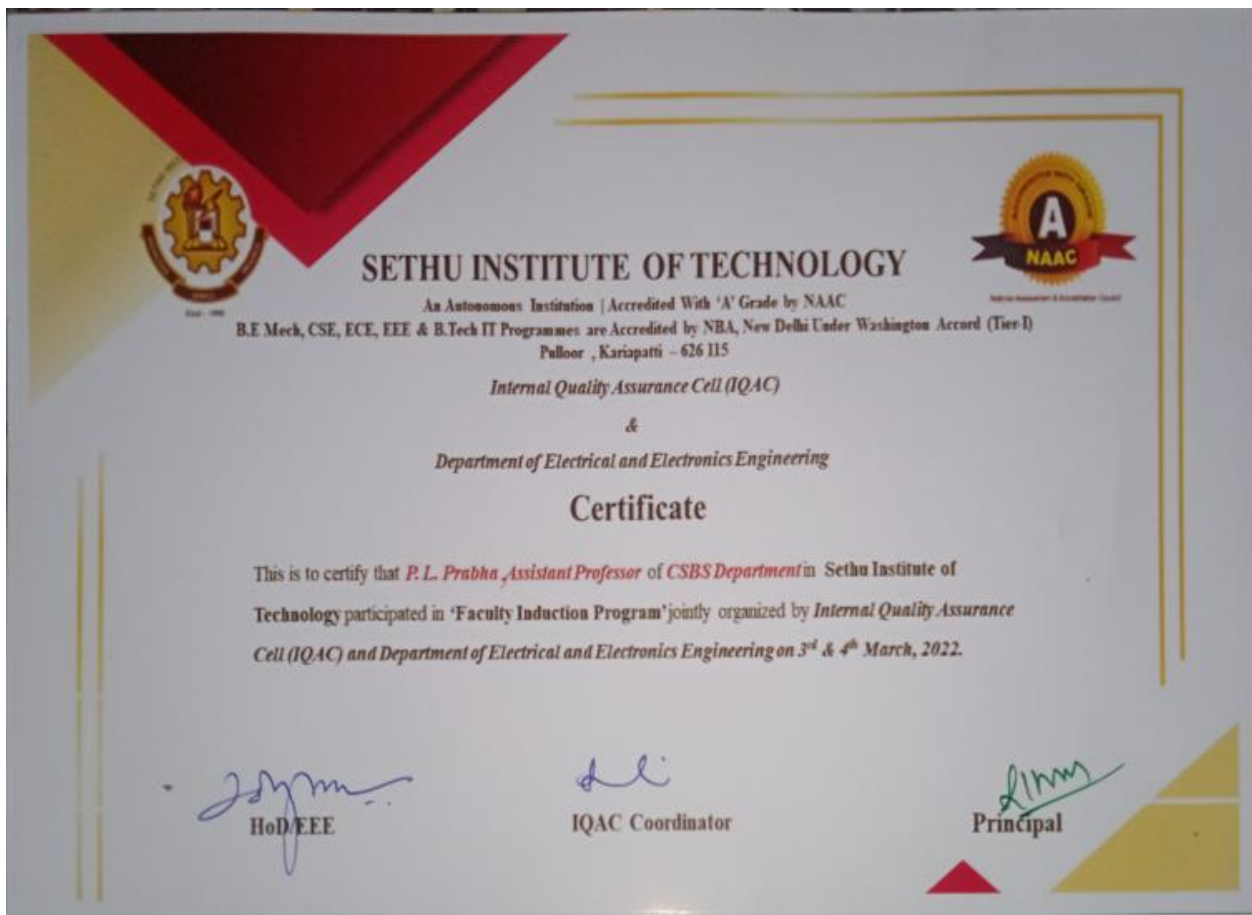 SETHU INSTITUTE OF TECHNOLOGY
An Autonomous Institution | Accredited With 'A' Grade by NAAC
B.E Mech, CSE, ECE, EEE & B.Tech IT Programmes are Accredited by NBA, New Delhi Under Washington Accord (Tier-I)
Pulloor , Kariapatti – 626 115
A
NAAC
Internal Quality Assurance Cell (IQAC)
&
Department of Electrical and Electronics Engineering
Certificate
This is to certify that P. L. Prabha ,Assistant Professor of CSBS Department in Sethu Institute of
Technology participated in 'Faculty Induction Program' jointly organized by Internal Quality Assurance
Cell (IQAC) and Department of Electrical and Electronics Engineering on 3rd & 4th March, 2022.
HoD/EEE
IQAC Coordinator
Principal